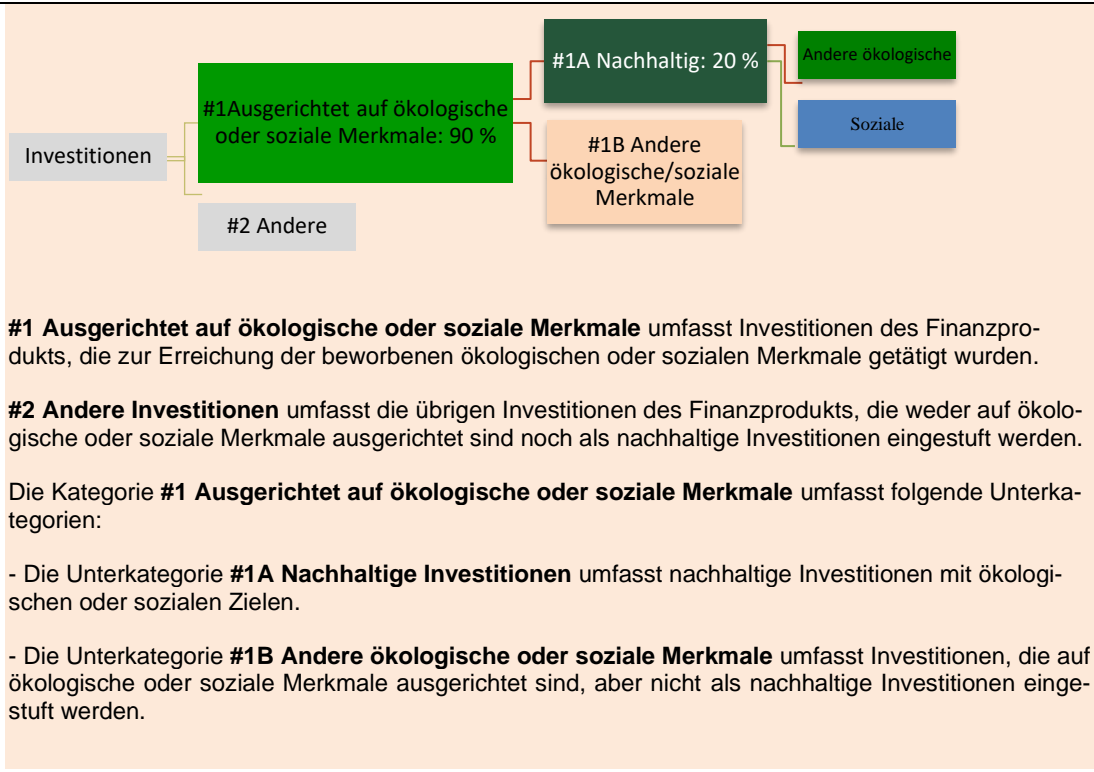 Investitionen
#1Ausgerichtet auf ökologische
oder soziale Merkmale: 90 %
#2 Andere
#1A Nachhaltig: 20 %
#1B Andere
ökologische/soziale
Merkmale
Andere ökologische
Soziale
#1 Ausgerichtet auf ökologische oder soziale Merkmale umfasst Investitionen des Finanzpro-
dukts, die zur Erreichung der beworbenen ökologischen oder sozialen Merkmale getätigt wurden.
#2 Andere Investitionen umfasst die übrigen Investitionen des Finanzprodukts, die weder auf ökolo-
gische oder soziale Merkmale ausgerichtet sind noch als nachhaltige Investitionen eingestuft werden.
Die Kategorie #1 Ausgerichtet auf ökologische oder soziale Merkmale umfasst folgende Unterka-
tegorien:
- Die Unterkategorie #1A Nachhaltige Investitionen umfasst nachhaltige Investitionen mit ökologi-
schen oder sozialen Zielen.
- Die Unterkategorie #1B Andere ökologische oder soziale Merkmale umfasst Investitionen, die auf
ökologische oder soziale Merkmale ausgerichtet sind, aber nicht als nachhaltige Investitionen einge-
stuft werden.